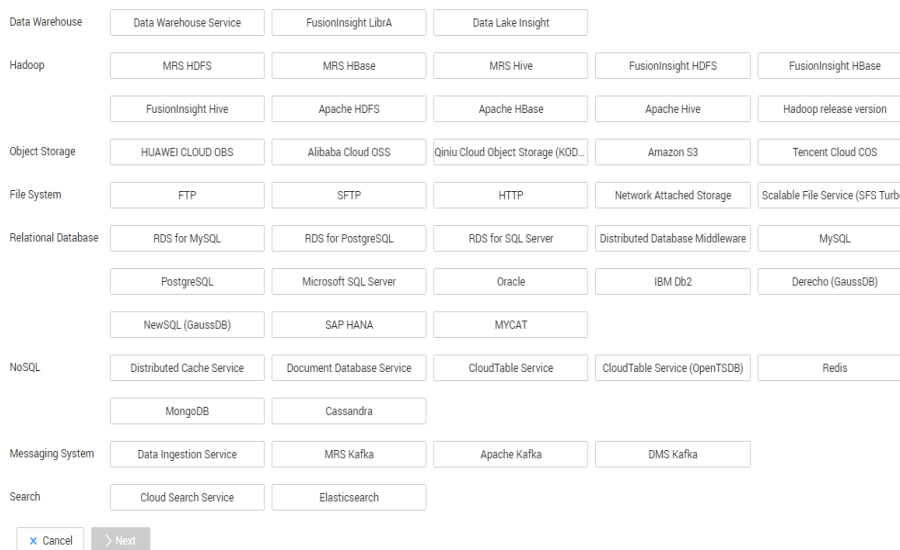 Data Warehouse Data Warehouse Service FusionInsight LibrA Data Lake Insight
Hadoop MRS HDFS MRS HBase MRS Hive FusionInsight HDFS FusionInsight HBase
FusionInsight Hive Apache HDFS Apache HBase Apache Hive Hadoop release version
Object Storage HUAWEI CLOUD OBS Alibaba Cloud OSS Qiniu Cloud Object Storage (KOD... Amazon S3 Tencent Cloud COS
File System FTP SFTP HTTP Network Attached Storage Scalable File Service (SFS Turb
Relational Database RDS for MySQL RDS for PostgreSQL RDS for SQL Server Distributed Database Middleware MySQL
PostgreSQL Microsoft SQL Server Oracle IBM Db2 Derecho (GaussDB)
NewSQL (GaussDB) SAP HANA MYCAT
NoSQL Distributed Cache Service Document Database Service CloudTable Service CloudTable Service (OpenTSDB) Redis
MongoDB Cassandra
Messaging System Data Ingestion Service MRS Kafka Apache Kafka DMS Kafka
Search Cloud Search Service Elasticsearch
Cancel Next